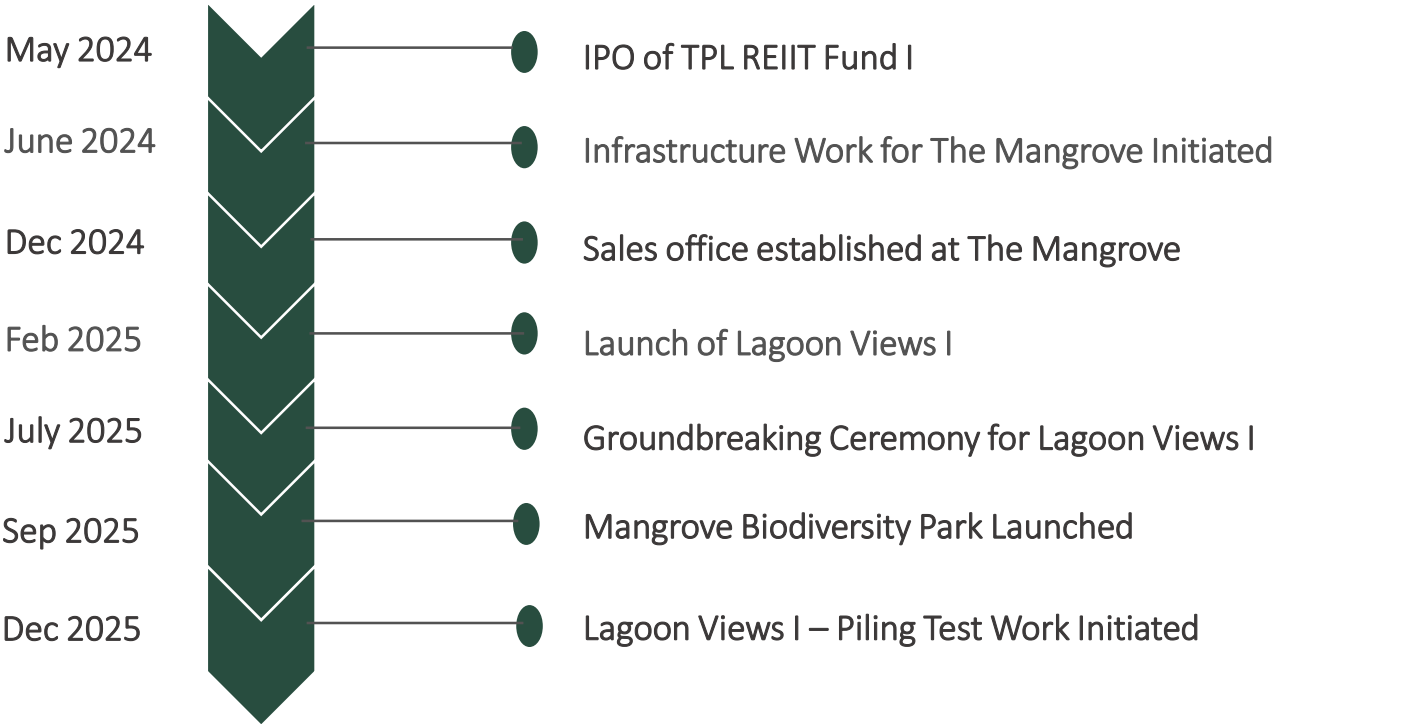 May 2024
IPO of TPL REIIT Fund I
June 2024
Infrastructure Work for The Mangrove Initiated
Dec 2024
Sales office established at The Mangrove
Feb 2025
Launch of Lagoon Views I
July 2025
Groundbreaking Ceremony for Lagoon Views I
Sep 2025
Mangrove Biodiversity Park Launched
Dec 2025
Lagoon Views I – Piling Test Work Initiated